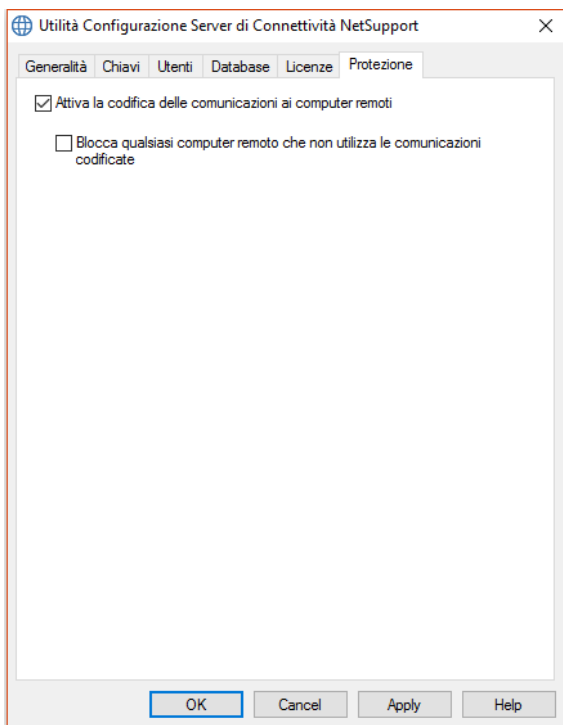 Utilità Configurazione Server di Connettività NetSupport
Generalità Chiavi Utenti Database Licenze Protezione
Attiva la codifica delle comunicazioni ai computer remoti
Blocca qualsiasi computer remoto che non utilizza le comunicazioni
codificate
OK Cancel Apply Help